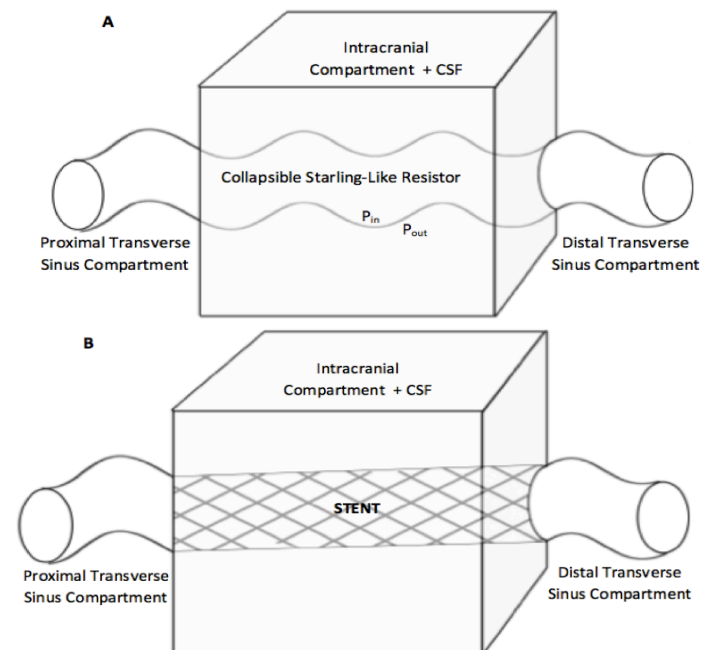 A
Intracranial
Compartment + CSF
Collapsible Starling-Like Resistor
Pin
Pout
Proximal Transverse
Sinus Compartment
Distal Transverse
Sinus Compartment
B
Intracranial
Compartment + CSF
STENT
Proximal Transverse
Sinus Compartment
Distal Transverse
Sinus Compartment